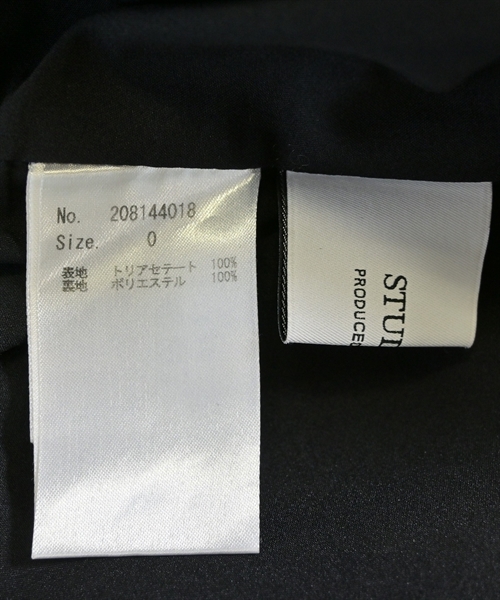 No. 208144018
Size. 0
表地 トリアセテート 100%
裏地 ポリエステル 100%
STU
PRODUCE